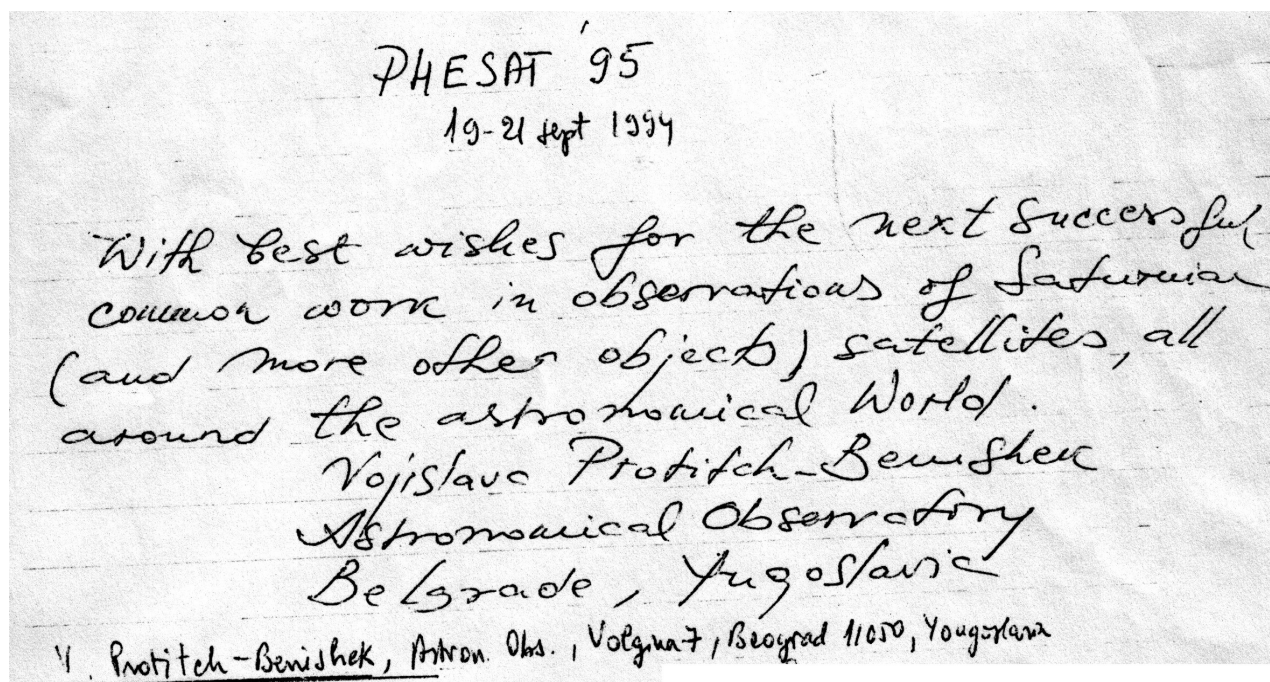 PHESAT '95
19-21 sept 1994
With best wishes for the next successful
common work in observations of Saturnian
(and more other objects) satellites, all
around the astronomical World.
Vojislava Protitch-Benishek
Astronomical Observatory
Belgrade, Yugoslavia
V. Protitch-Benishek, Astron. Obs., Volgina 7, Beograd 11050, Yougoslavia